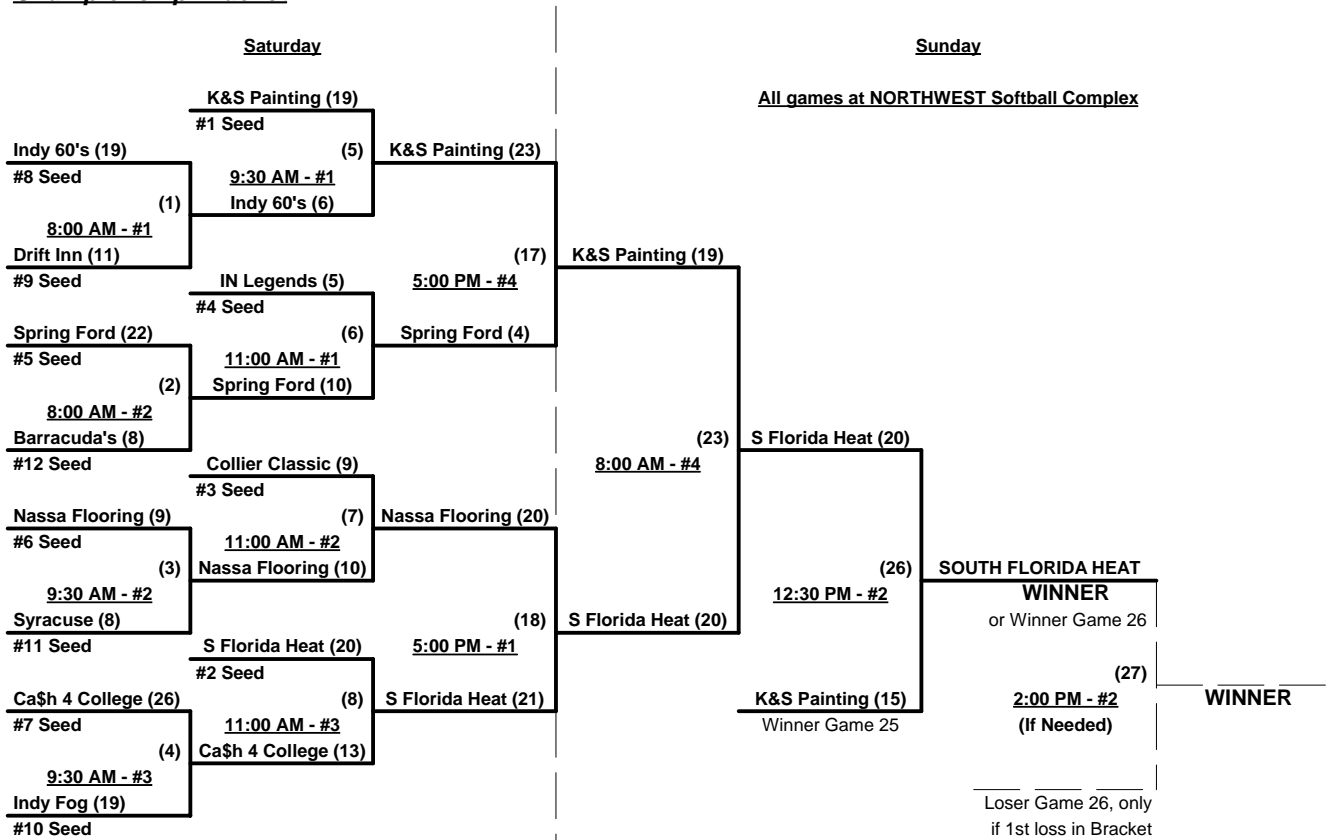 Saturday
Sunday
K&S Painting (19)
All games at NORTHWEST Softball Complex
#1 Seed
Indy 60's (19)
(5)
K&S Painting (23)
#8 Seed
9:30 AM - #1
(1)
Indy 60's (6)
8:00 AM - #1
Drift Inn (11)
(17)
K&S Painting (19)
#9 Seed
IN Legends (5)
5:00 PM - #4
#4 Seed
Spring Ford (22)
(6)
Spring Ford (4)
#5 Seed
11:00 AM - #1
(2)
Spring Ford (10)
8:00 AM - #2
Barracuda's (8)
(23)
S Florida Heat (20)
#12 Seed
Collier Classic (9)
8:00 AM - #4
#3 Seed
Nassa Flooring (9)
(7)
Nassa Flooring (20)
#6 Seed
11:00 AM - #2
(3)
Nassa Flooring (10)
(26)
SOUTH FLORIDA HEAT
9:30 AM - #2
12:30 PM - #2
WINNER
Syracuse (8)
(18)
S Florida Heat (20)
or Winner Game 26
#11 Seed
S Florida Heat (20)
5:00 PM - #1
#2 Seed
(27)
Ca$h 4 College (26)
(8)
S Florida Heat (21)
K&S Painting (15)
2:00 PM - #2
WINNER
#7 Seed
11:00 AM - #3
Winner Game 25
(If Needed)
(4)
Ca$h 4 College (13)
9:30 AM - #3
Indy Fog (19)
Loser Game 26, only
#10 Seed
if 1st loss in Bracket